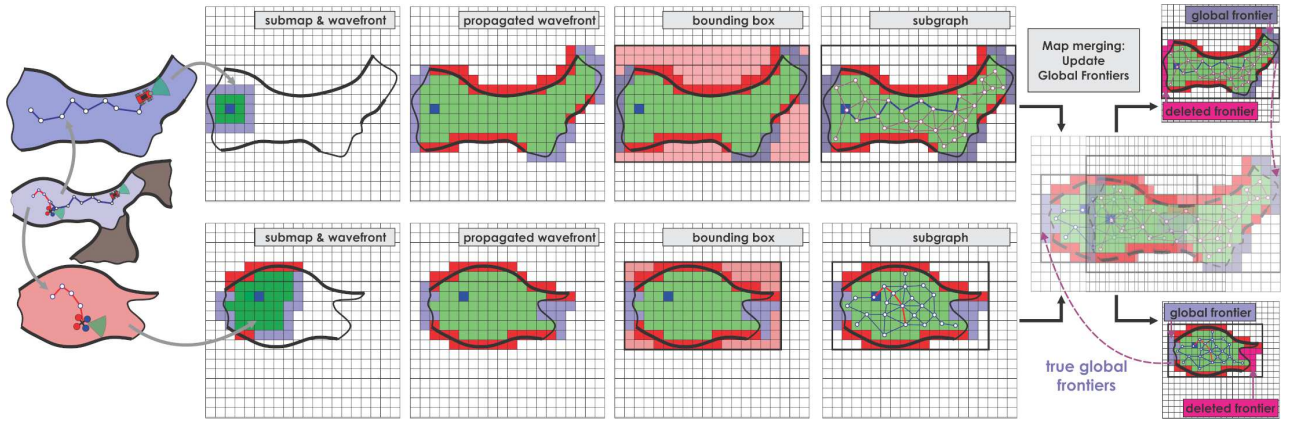 submap & wavefront
propagated wavefront
bounding box
subgraph
Map merging:
Update
Global Frontiers
global frontier
deleted frontier
submap & wavefront
propagated wavefront
bounding box
subgraph
global frontier
true global
frontiers
deleted frontier